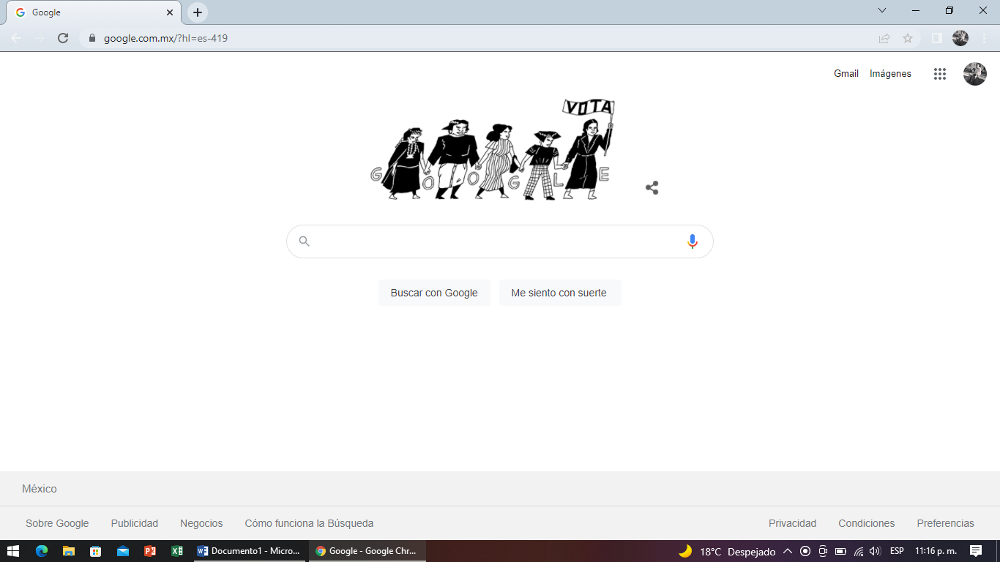 Google
google.com.mx/?hl=es-419
Gmail Imágenes
VOTA
GOOGLE
Buscar con Google Me siento con suerte
México
Sobre Google Publicidad Negocios Cómo funciona la Búsqueda Privacidad Condiciones Preferencias
Documento1 - Micro... Google - Google Chr... 18°C Despejado ESP 11:16 p. m.